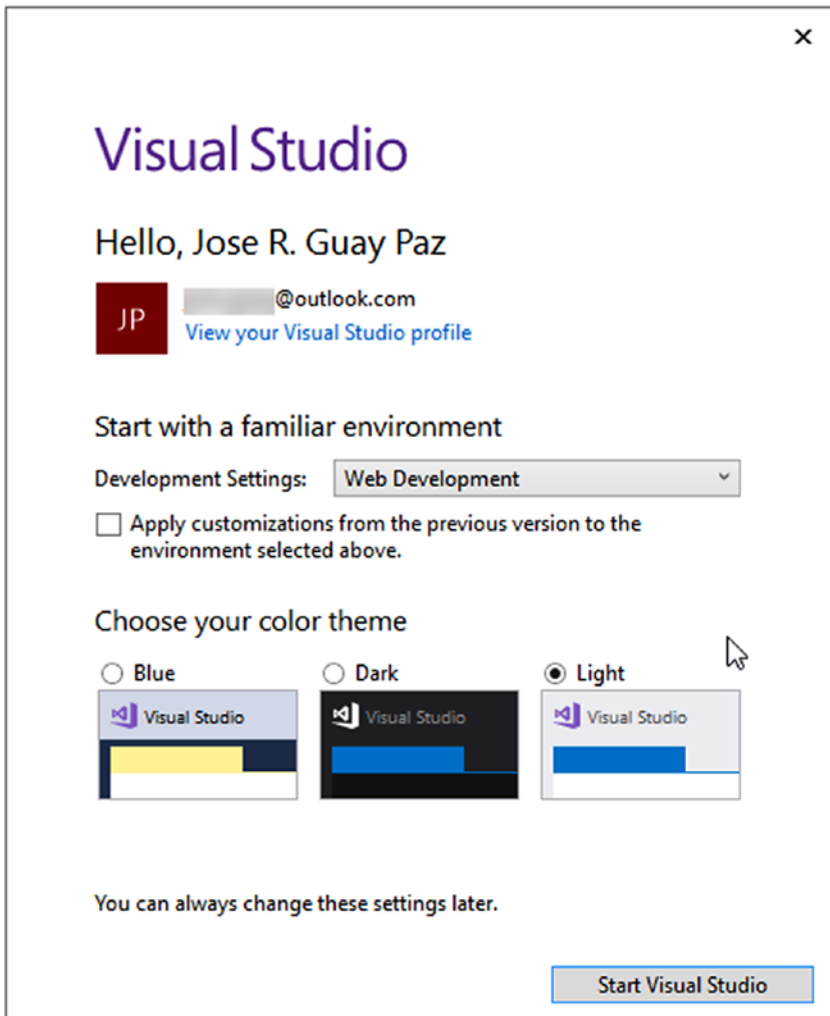 Visual Studio
Hello, Jose R. Guay Paz
JP
@outlook.com
View your Visual Studio profile
Start with a familiar environment
Development Settings: Web Development
Apply customizations from the previous version to the
environment selected above.
Choose your color theme
Blue Dark Light
Visual Studio Visual Studio Visual Studio
You can always change these settings later.
Start Visual Studio